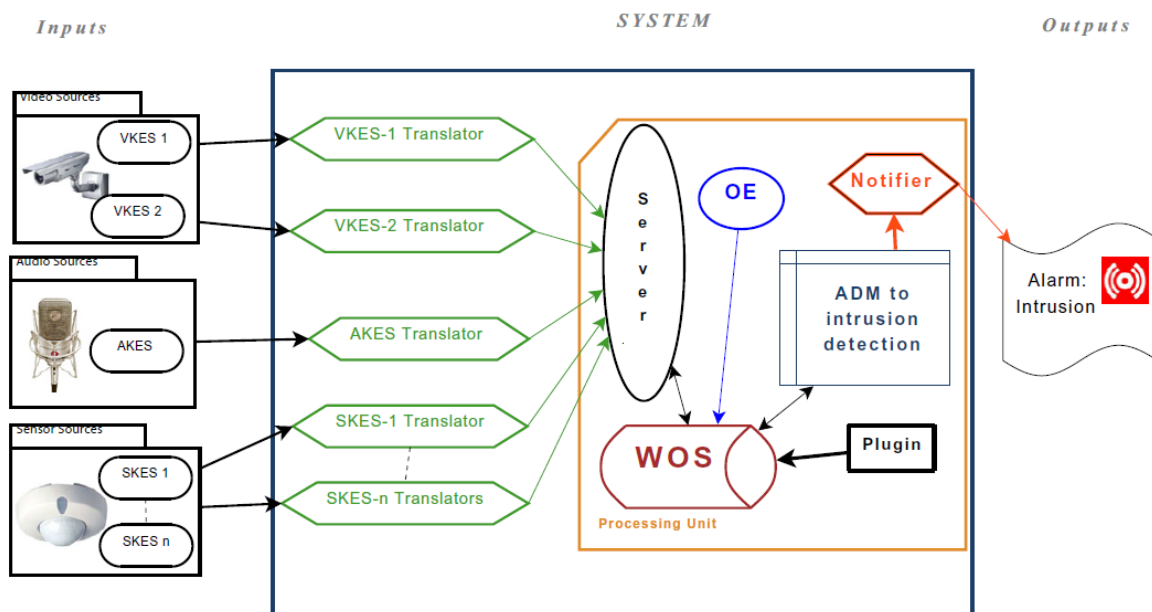 Inputs
SYSTEM
Outputs
Video Sources
VKES 1
VKES 2
Audio Sources
AKES
Sensor Sources
SKES 1
SKES n
VKES-1 Translator
VKES-2 Translator
AKES Translator
SKES-1 Translator
SKES-n Translators
Server
OE
Notifier
ADM to
intrusion
detection
WOS
Plugin
Processing Unit
Alarm:
Intrusion